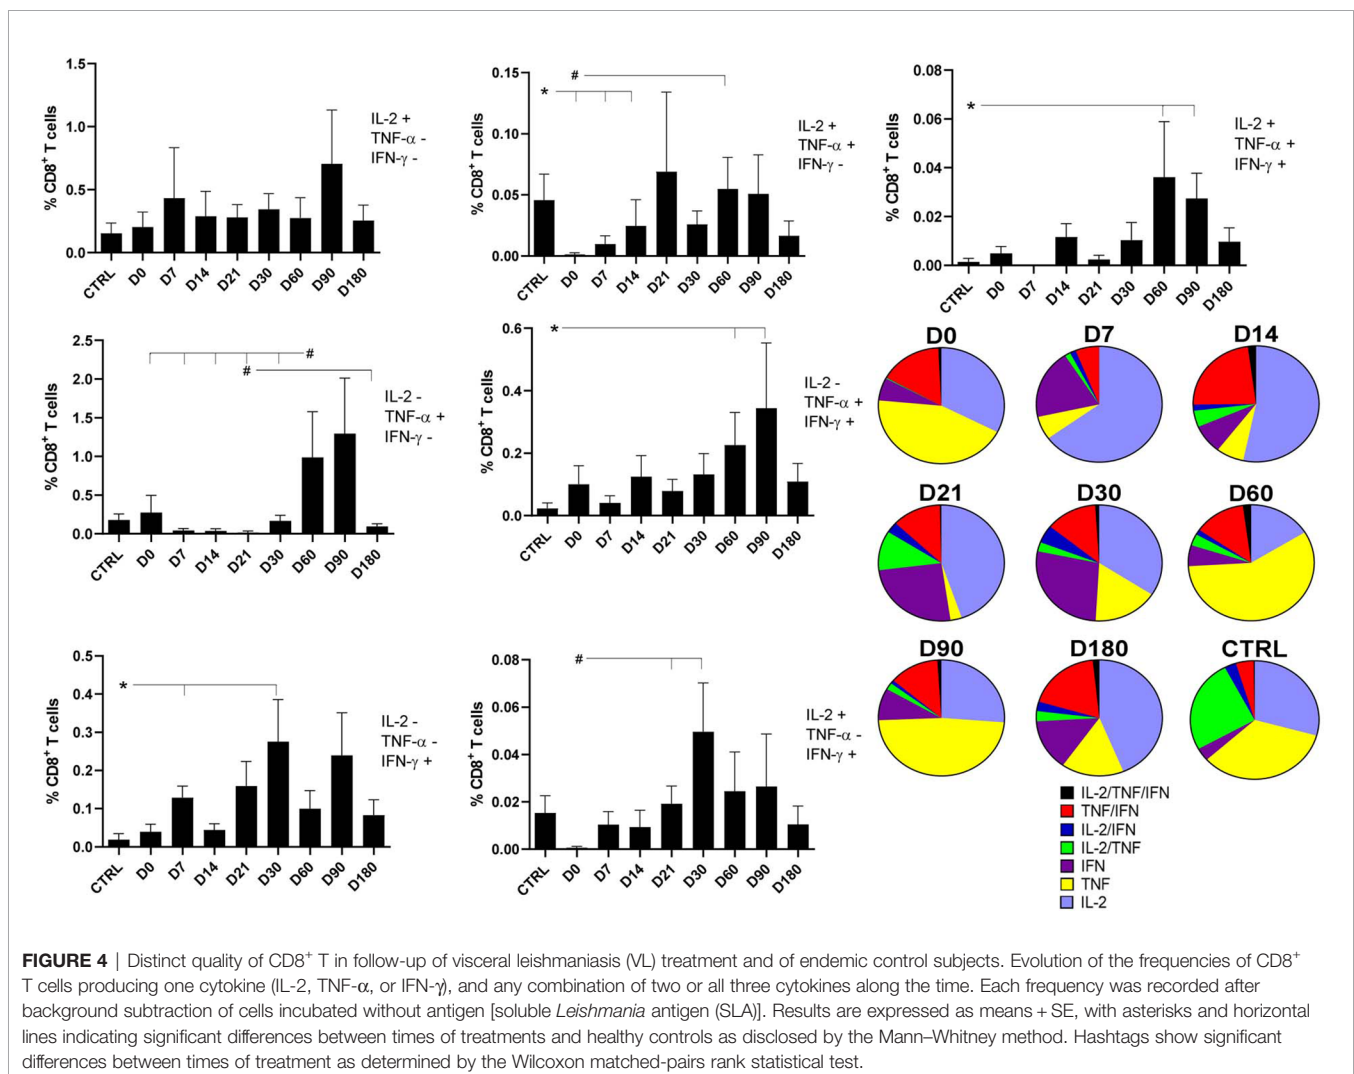 1.5
1.0
0.5
0.0
% CD8+ T cells
IL-2 +
TNF-α -
IFN-γ -
CTRL D0 D7 D14 D21 D30 D60 D90 D180
0.15
0.10
0.05
0.00
% CD8+ T cells
#
*
IL-2 +
TNF-α +
IFN-γ -
CTRL D0 D7 D14 D21 D30 D60 D90 D180
0.08
0.06
0.04
0.02
0.00
% CD8+ T cells
*
IL-2 +
TNF-α +
IFN-γ +
CTRL D0 D7 D14 D21 D30 D60 D90 D180
2.5
2.0
1.5
1.0
0.5
0.0
% CD8+ T cells
#
#
IL-2 -
TNF-α +
IFN-γ -
CTRL D0 D7 D14 D21 D30 D60 D90 D180
0.6
0.4
0.2
0.0
% CD8+ T cells
*
IL-2 -
TNF-α +
IFN-γ +
CTRL D0 D7 D14 D21 D30 D60 D90 D180
D0 D7 D14
D21 D30 D60
D90 D180 CTRL
0.5
0.4
0.3
0.2
0.1
0.0
% CD8+ T cells
*
IL-2 -
TNF-α -
IFN-γ +
CTRL D0 D7 D14 D21 D30 D60 D90 D180
0.08
0.06
0.04
0.02
0.00
% CD8+ T cells
#
IL-2 +
TNF-α -
IFN-γ +
CTRL D0 D7 D14 D21 D30 D60 D90 D180
IL-2/TNF/IFN
TNF/IFN
IL-2/IFN
IL-2/TNF
IFN
TNF
IL-2
FIGURE 4 | Distinct quality of CD8+ T in follow-up of visceral leishmaniasis (VL) treatment and of endemic control subjects. Evolution of the frequencies of CD8+
T cells producing one cytokine (IL-2, TNF-α, or IFN-γ), and any combination of two or all three cytokines along the time. Each frequency was recorded after
background subtraction of cells incubated without antigen [soluble Leishmania antigen (SLA)]. Results are expressed as means + SE, with asterisks and horizontal
lines indicating significant differences between times of treatments and healthy controls as disclosed by the Mann–Whitney method. Hashtags show significant
differences between times of treatment as determined by the Wilcoxon matched-pairs rank statistical test.